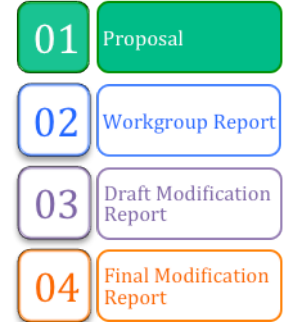 01 Proposal
02 Workgroup Report
03 Draft Modification
Report
04 Final Modification
Report